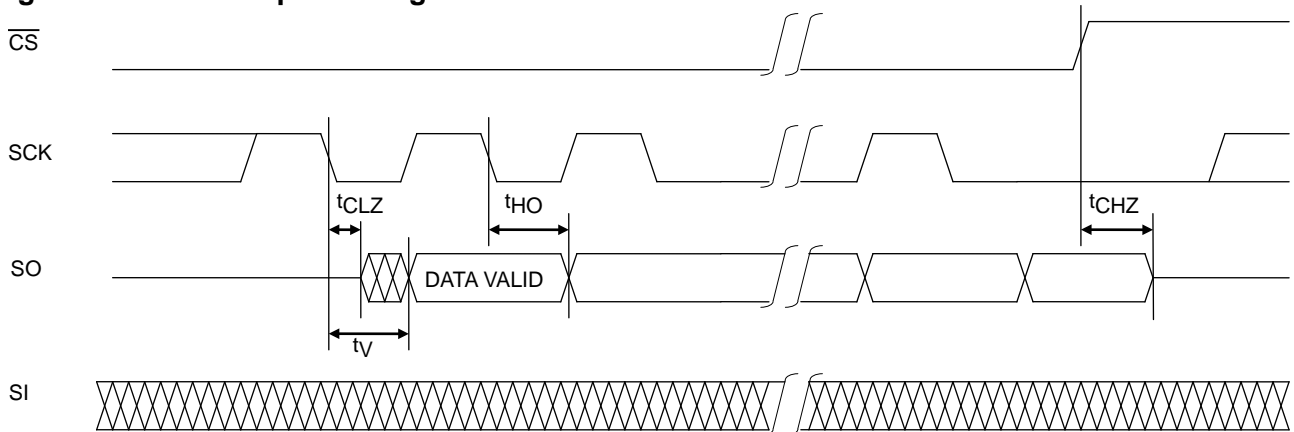 CS
SCK
tCLZ
tHO
tCHZ
SO
DATA VALID
tV
SI